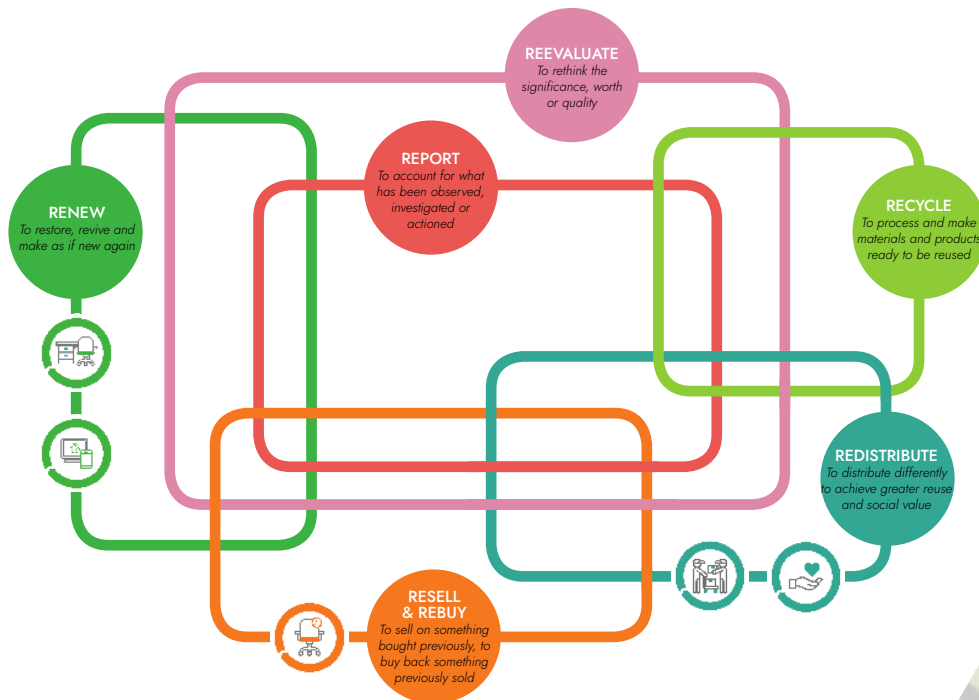 REEVALUATE
To rethink the
significance, worth
or quality
REPORT
To account for what
has been observed,
investigated or
actioned
RENEW
To restore, revive and
make as if new again
RECYCLE
To process and make
materials and products
ready to be reused
REDISTRIBUTE
To distribute differently
to achieve greater reuse
and social value
RESELL
& REBUY
To sell on something
bought previously, to
buy back something
previously sold